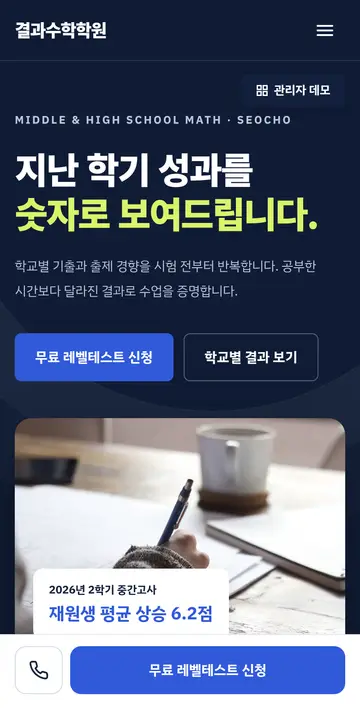 결과수학학원
관리자 데모
MIDDLE & HIGH SCHOOL MATH · SEOCHO
지난 학기 성과를
숫자로 보여드립니다.
학교별 기출과 출제 경향을 시험 전부터 반복합니다. 공부한
시간보다 달라진 결과로 수업을 증명합니다.
무료 레벨테스트 신청
학교별 결과 보기
2026년 2학기 중간고사
재원생 평균 상승 6.2점
무료 레벨테스트 신청